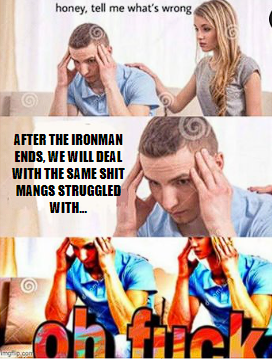 honey, tell me what's wrong
AFTER THE IRONMAN
ENDS, WE WILL DEAL
WITH THE SAME SHIT
MANGS STRUGGLED
WITH...
oh fuck
imgflip.com